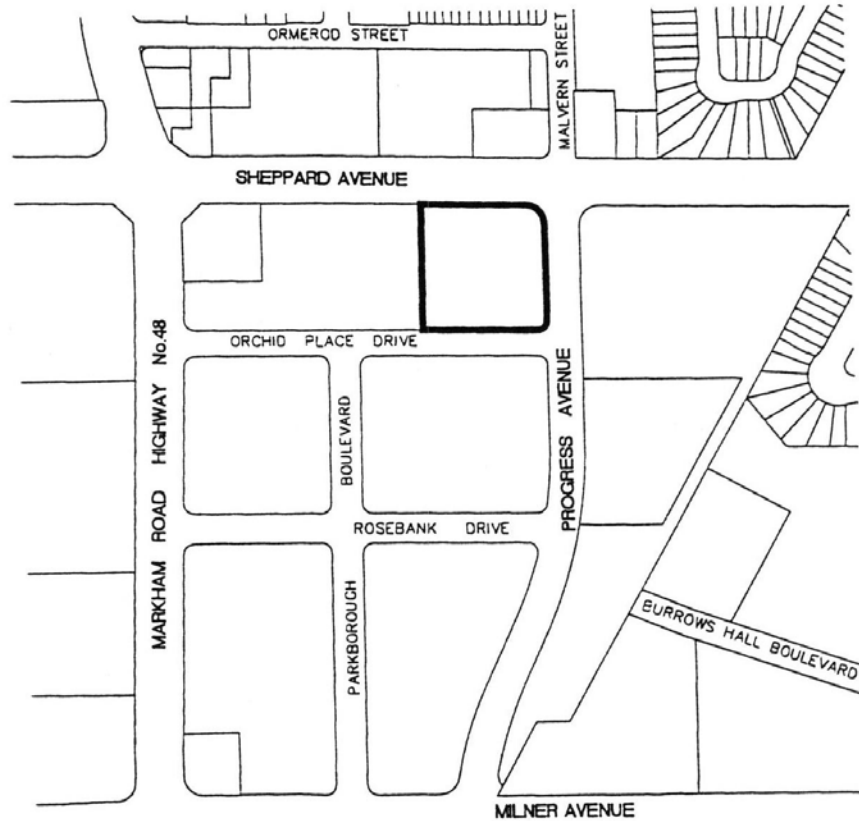 ORMEROD STREET
MALVERN STREET
SHEPPARD AVENUE
MARKHAM ROAD HIGHWAY No.48
ORCHID PLACE DRIVE
BOULEVARD
PROGRESS AVENUE
ROSEBANK DRIVE
PARKBOROUGH
BURROWS HALL BOULEVARD
MILNER AVENUE